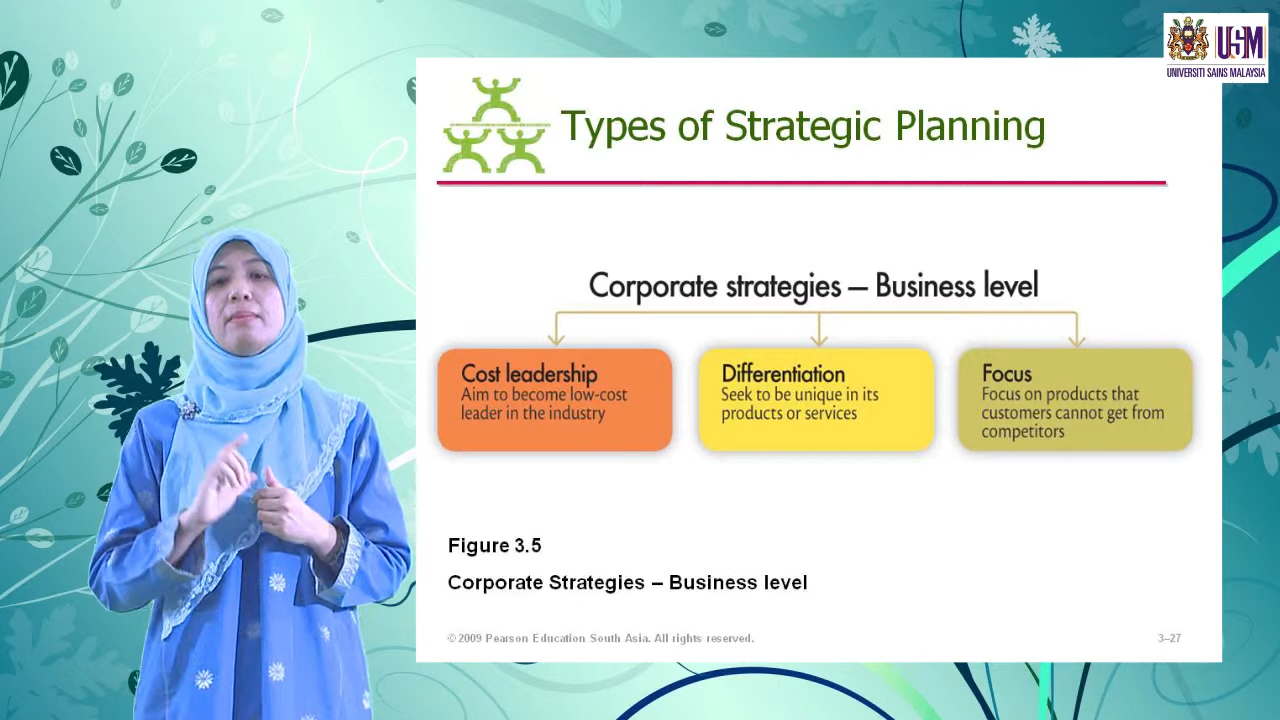 USM
UNIVERSITI SAINS MALAYSIA
Types of Strategic Planning
Corporate strategies – Business level
Cost leadership
Aim to become low-cost
leader in the industry
Differentiation
Seek to be unique in its
products or services
Focus
Focus on products that
customers cannot get from
competitors
Figure 3.5
Corporate Strategies – Business level
©2009 Pearson Education South Asia. All rights reserved.
3–27